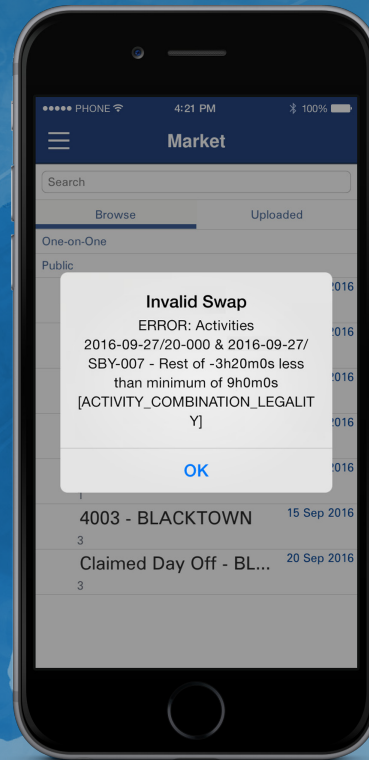 PHONE 4:21 PM 100%
Market
Search
Browse Uploaded
One-on-One
Public
2016
2016
2016
2016
2016
Invalid Swap
ERROR: Activities
2016-09-27/20-000 & 2016-09-27/
SBY-007 - Rest of -3h20m0s less
than minimum of 9h0m0s
[ACTIVITY_COMBINATION_LEGALIT
Y]
OK
4003 - BLACKTOWN 15 Sep 2016
3
Claimed Day Off - BL... 20 Sep 2016
3